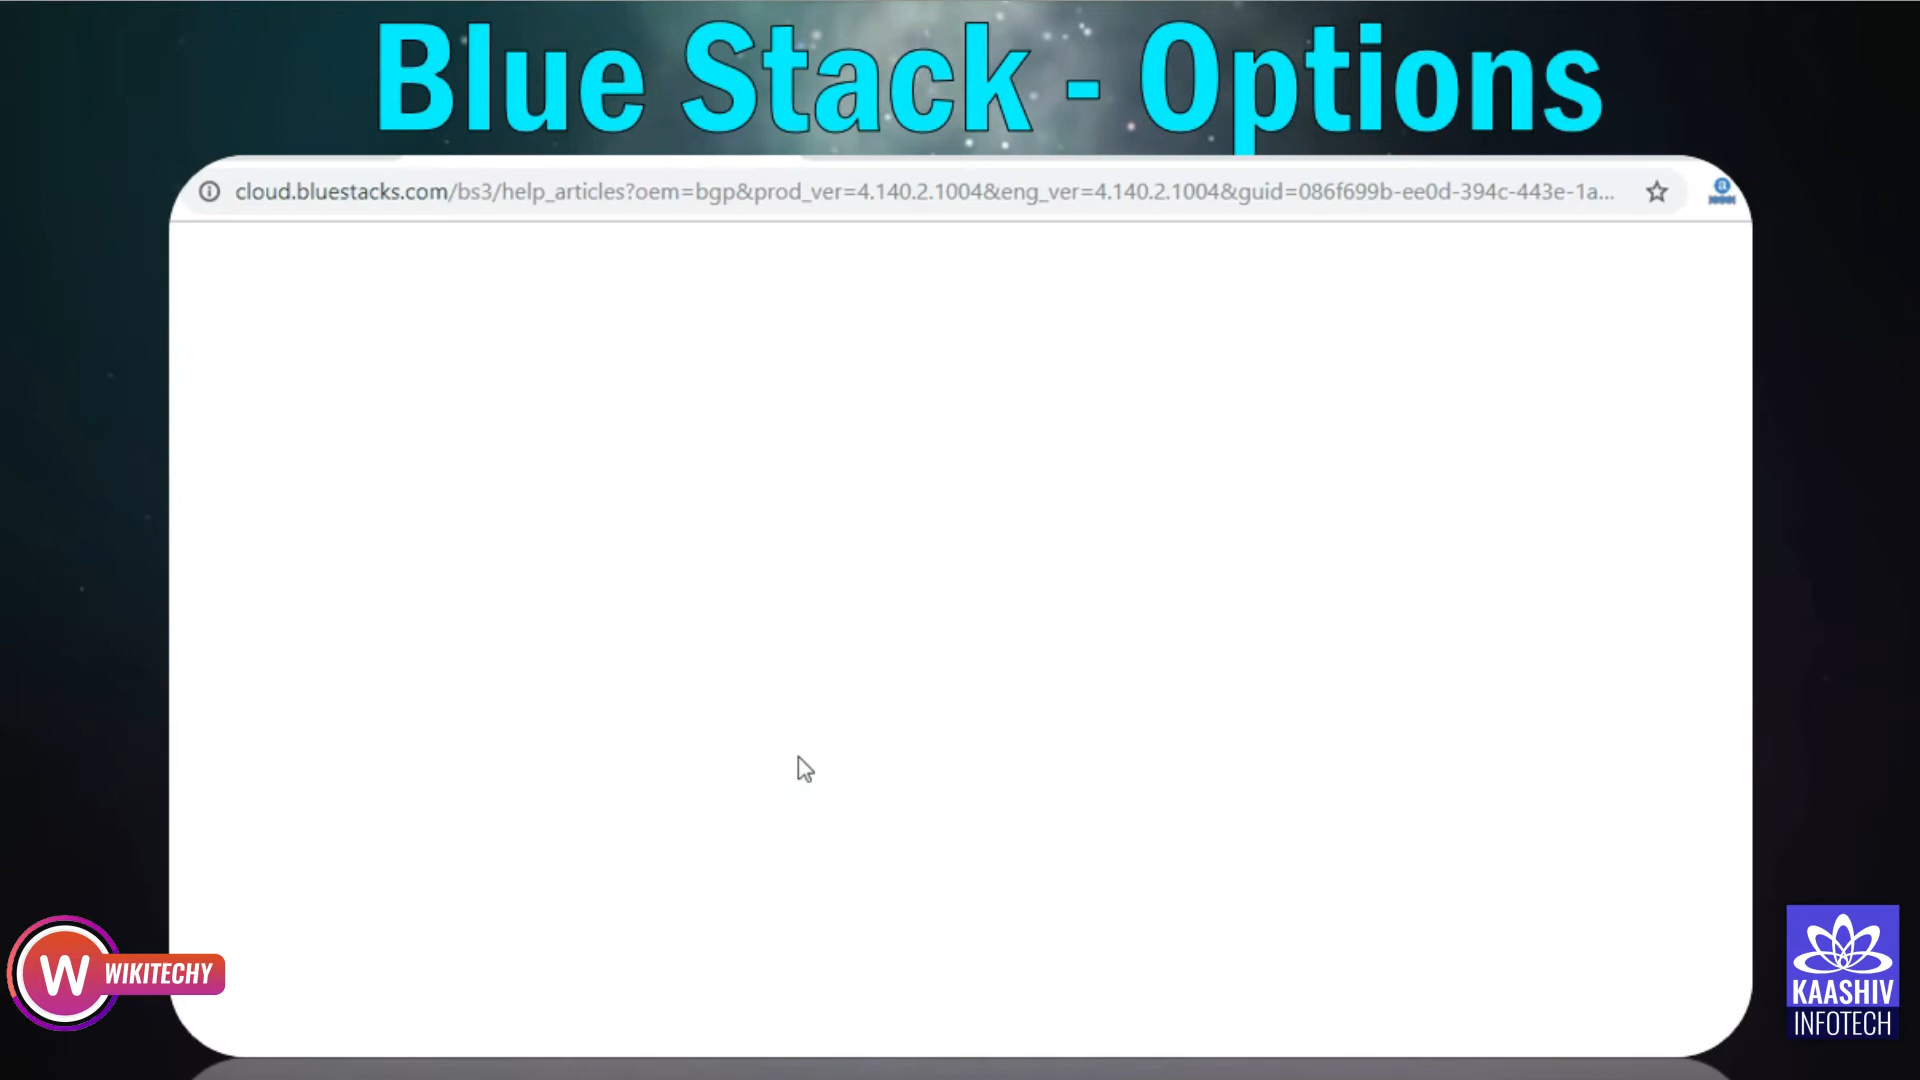 Blue Stack - Options
cloud.bluestacks.com/bs3/help_articles?oem=bgp&prod_ver=4.140.2.1004&eng_ver=4.140.2.1004&guid=086f699b-ee0d-394c-443e-1a...
W WIKITECHY
KAASHIV
INFOTECH